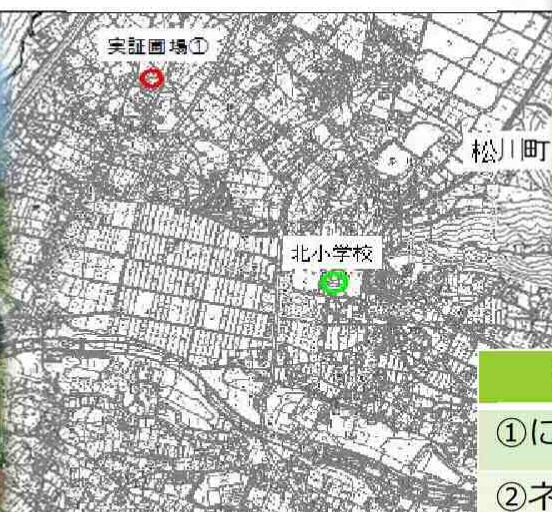 実証圃場①
松川町
北小学校
①に
②ネ